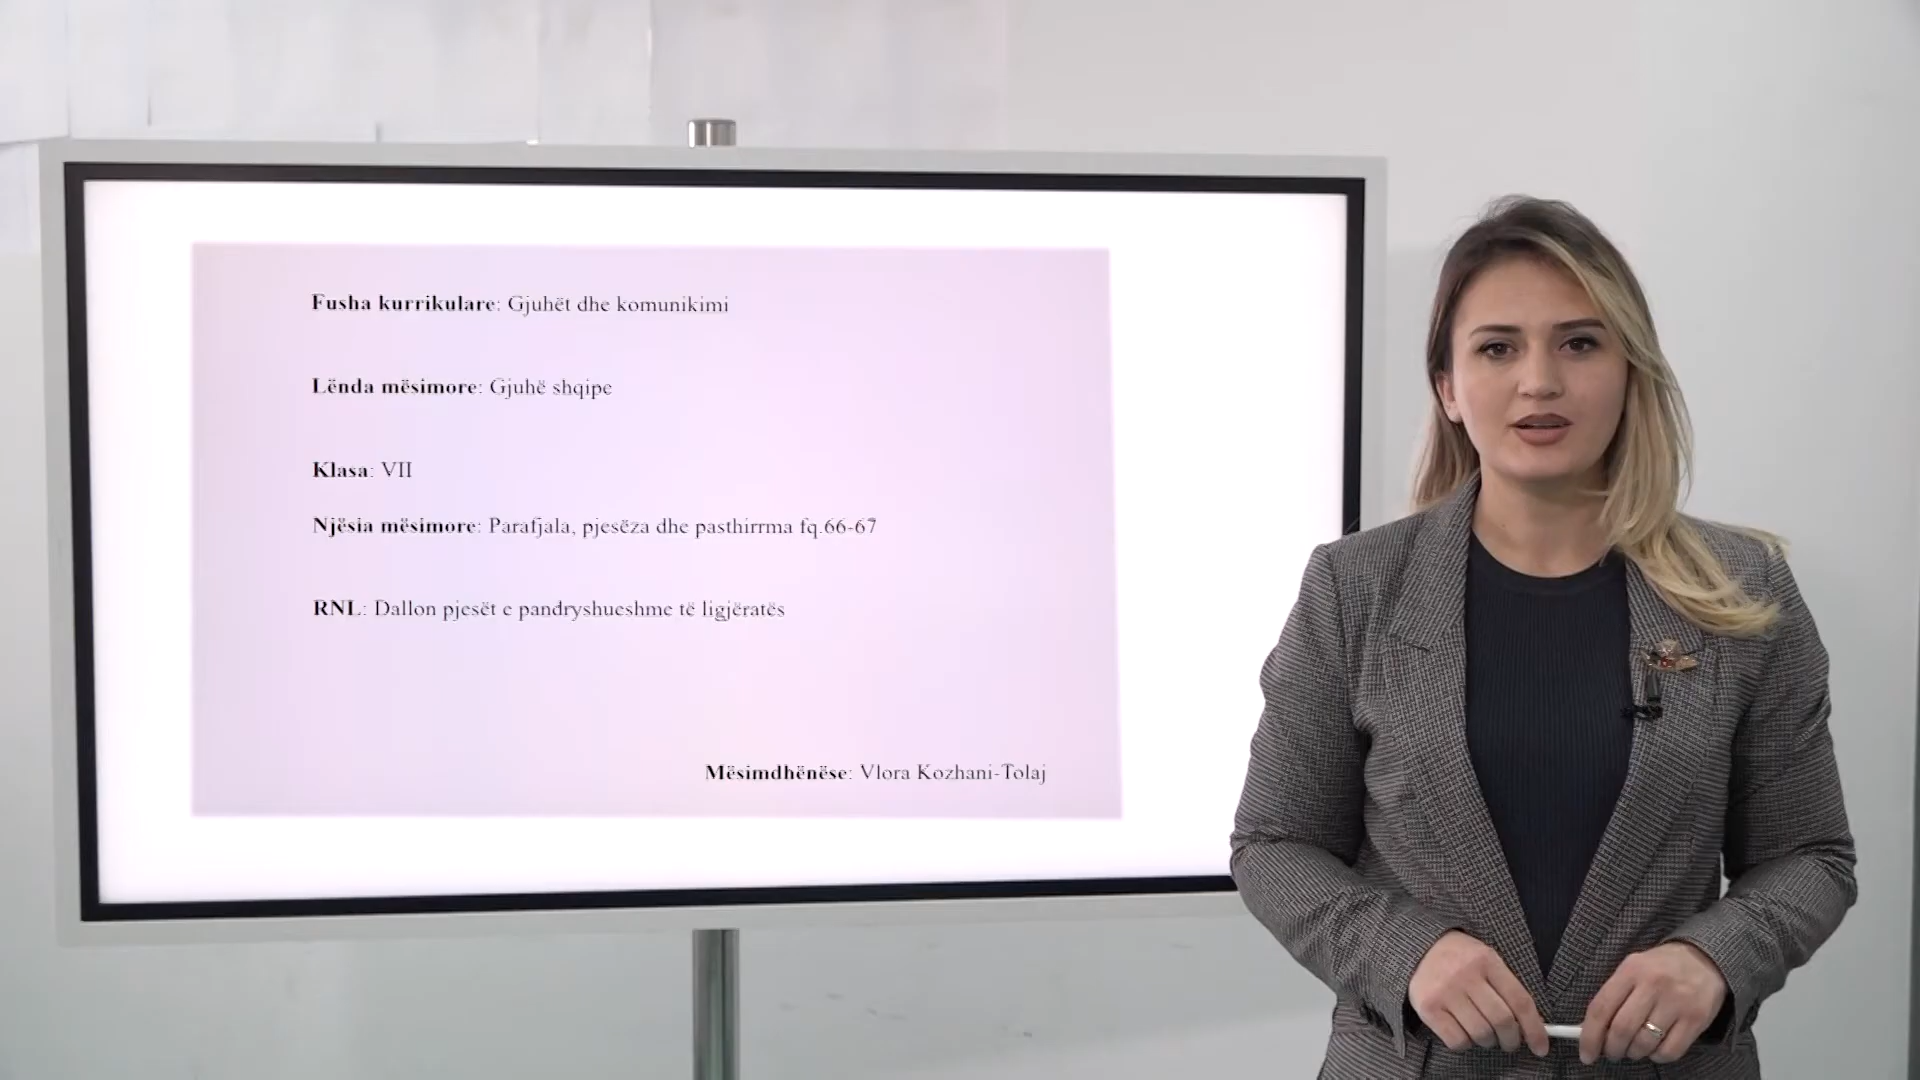 Fusha kurrikulare: Gjuhët dhe komunikimi
Lënda mësimore: Gjuhë shqipe
Klasa: VII
Njësia mësimore: Parafjala, pjesëza dhe pasthirrma fq.66-67
RNL: Dallon pjesët e pandryshueshme të ligjëratës
Mësimdhënëse: Vlora Kozhani-Tolaj